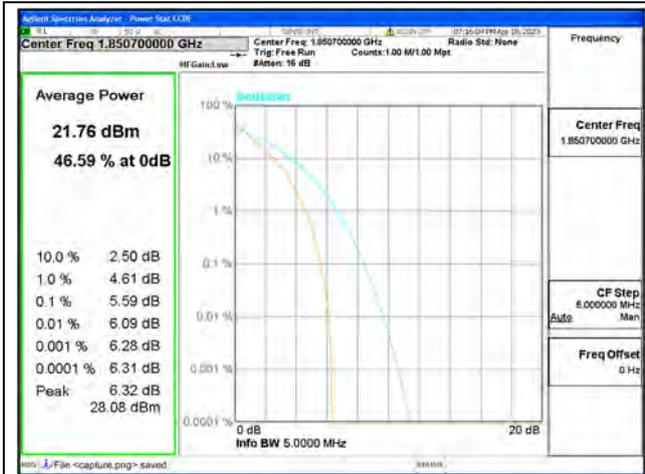 Agilent Spectrum Analyzer - Power Stat CCDF
Center Freq 1.850700000 GHz
Center Freq: 1.850700000 GHz
Radio Std: None
Trig: Free Run
Counts:1.00 M/1.00 Mpt
#Atten: 16 dB
Frequency
Average Power
21.76 dBm
46.59 % at 0dB
10.0 % 2.50 dB
1.0 % 4.61 dB
0.1 % 5.59 dB
0.01 % 6.09 dB
0.001 % 6.28 dB
0.0001 % 6.31 dB
Peak 6.32 dB
28.08 dBm
100 %
Gaussian
10 %
1 %
0.1 %
0.01 %
0.001 %
0.0001 %
0 dB
20 dB
Info BW 5.0000 MHz
Center Freq
1.850700000 GHz
CF Step
5.000000 MHz
Auto Man
Freq Offset
0 Hz
MSG File <capture.png> saved
STATUS